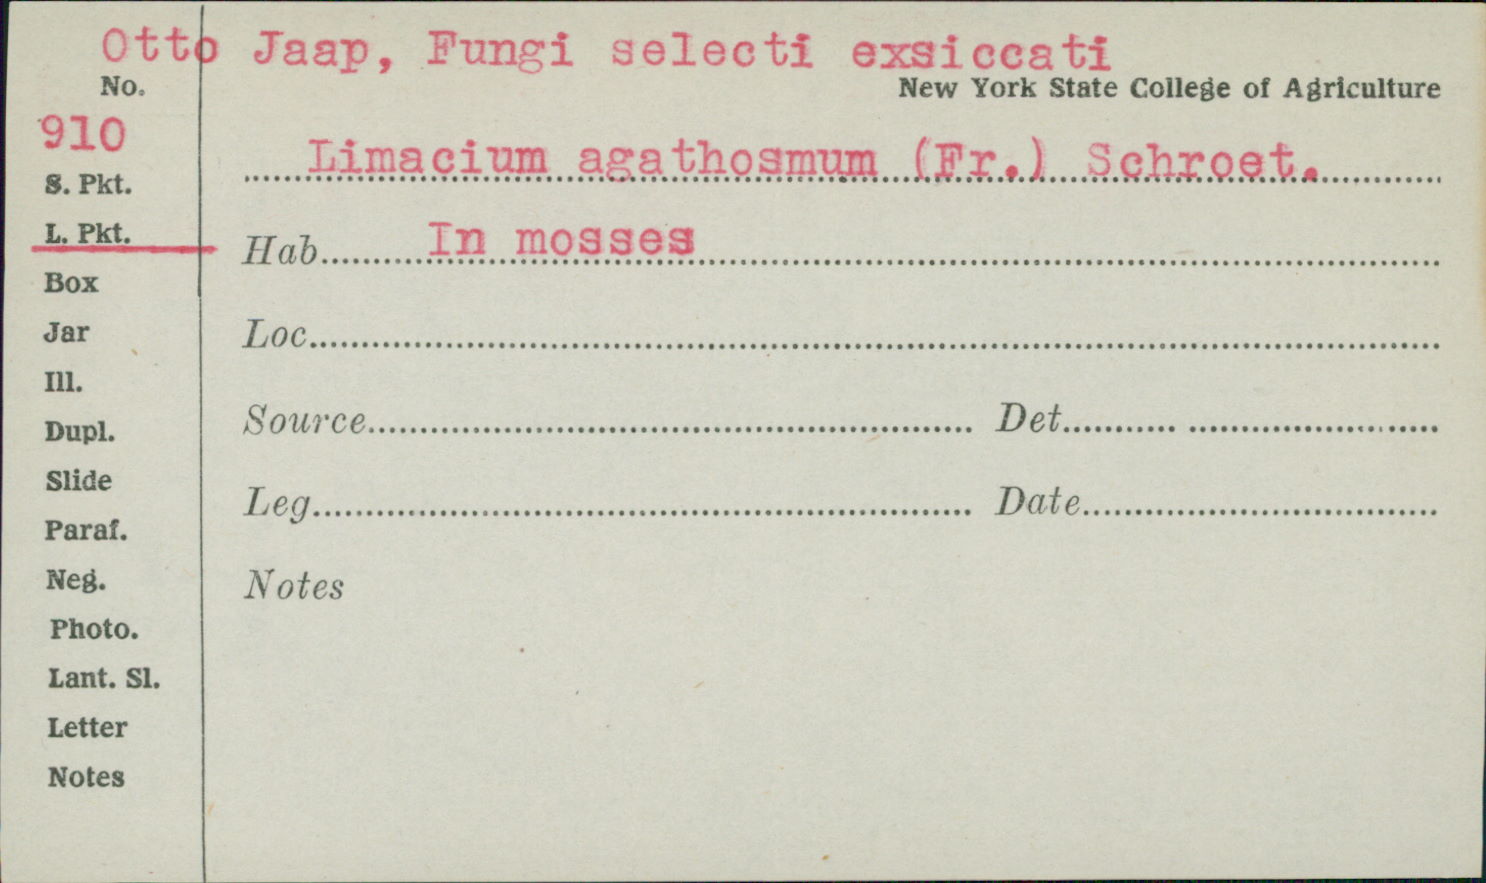 Otto Jaap, Fungi selecti exsiccati
No.
New York State College of Agriculture
910
Limacium agathosmum (Fr.) Schroet.
S. Pkt.
L. Pkt.
Hab. In mosses
Box
Jar
Loc.
Ill.
Dupl.
Source
Det.
Slide
Leg.
Date
Paraf.
Neg.
Notes
Photo.
Lant. Sl.
Letter
Notes